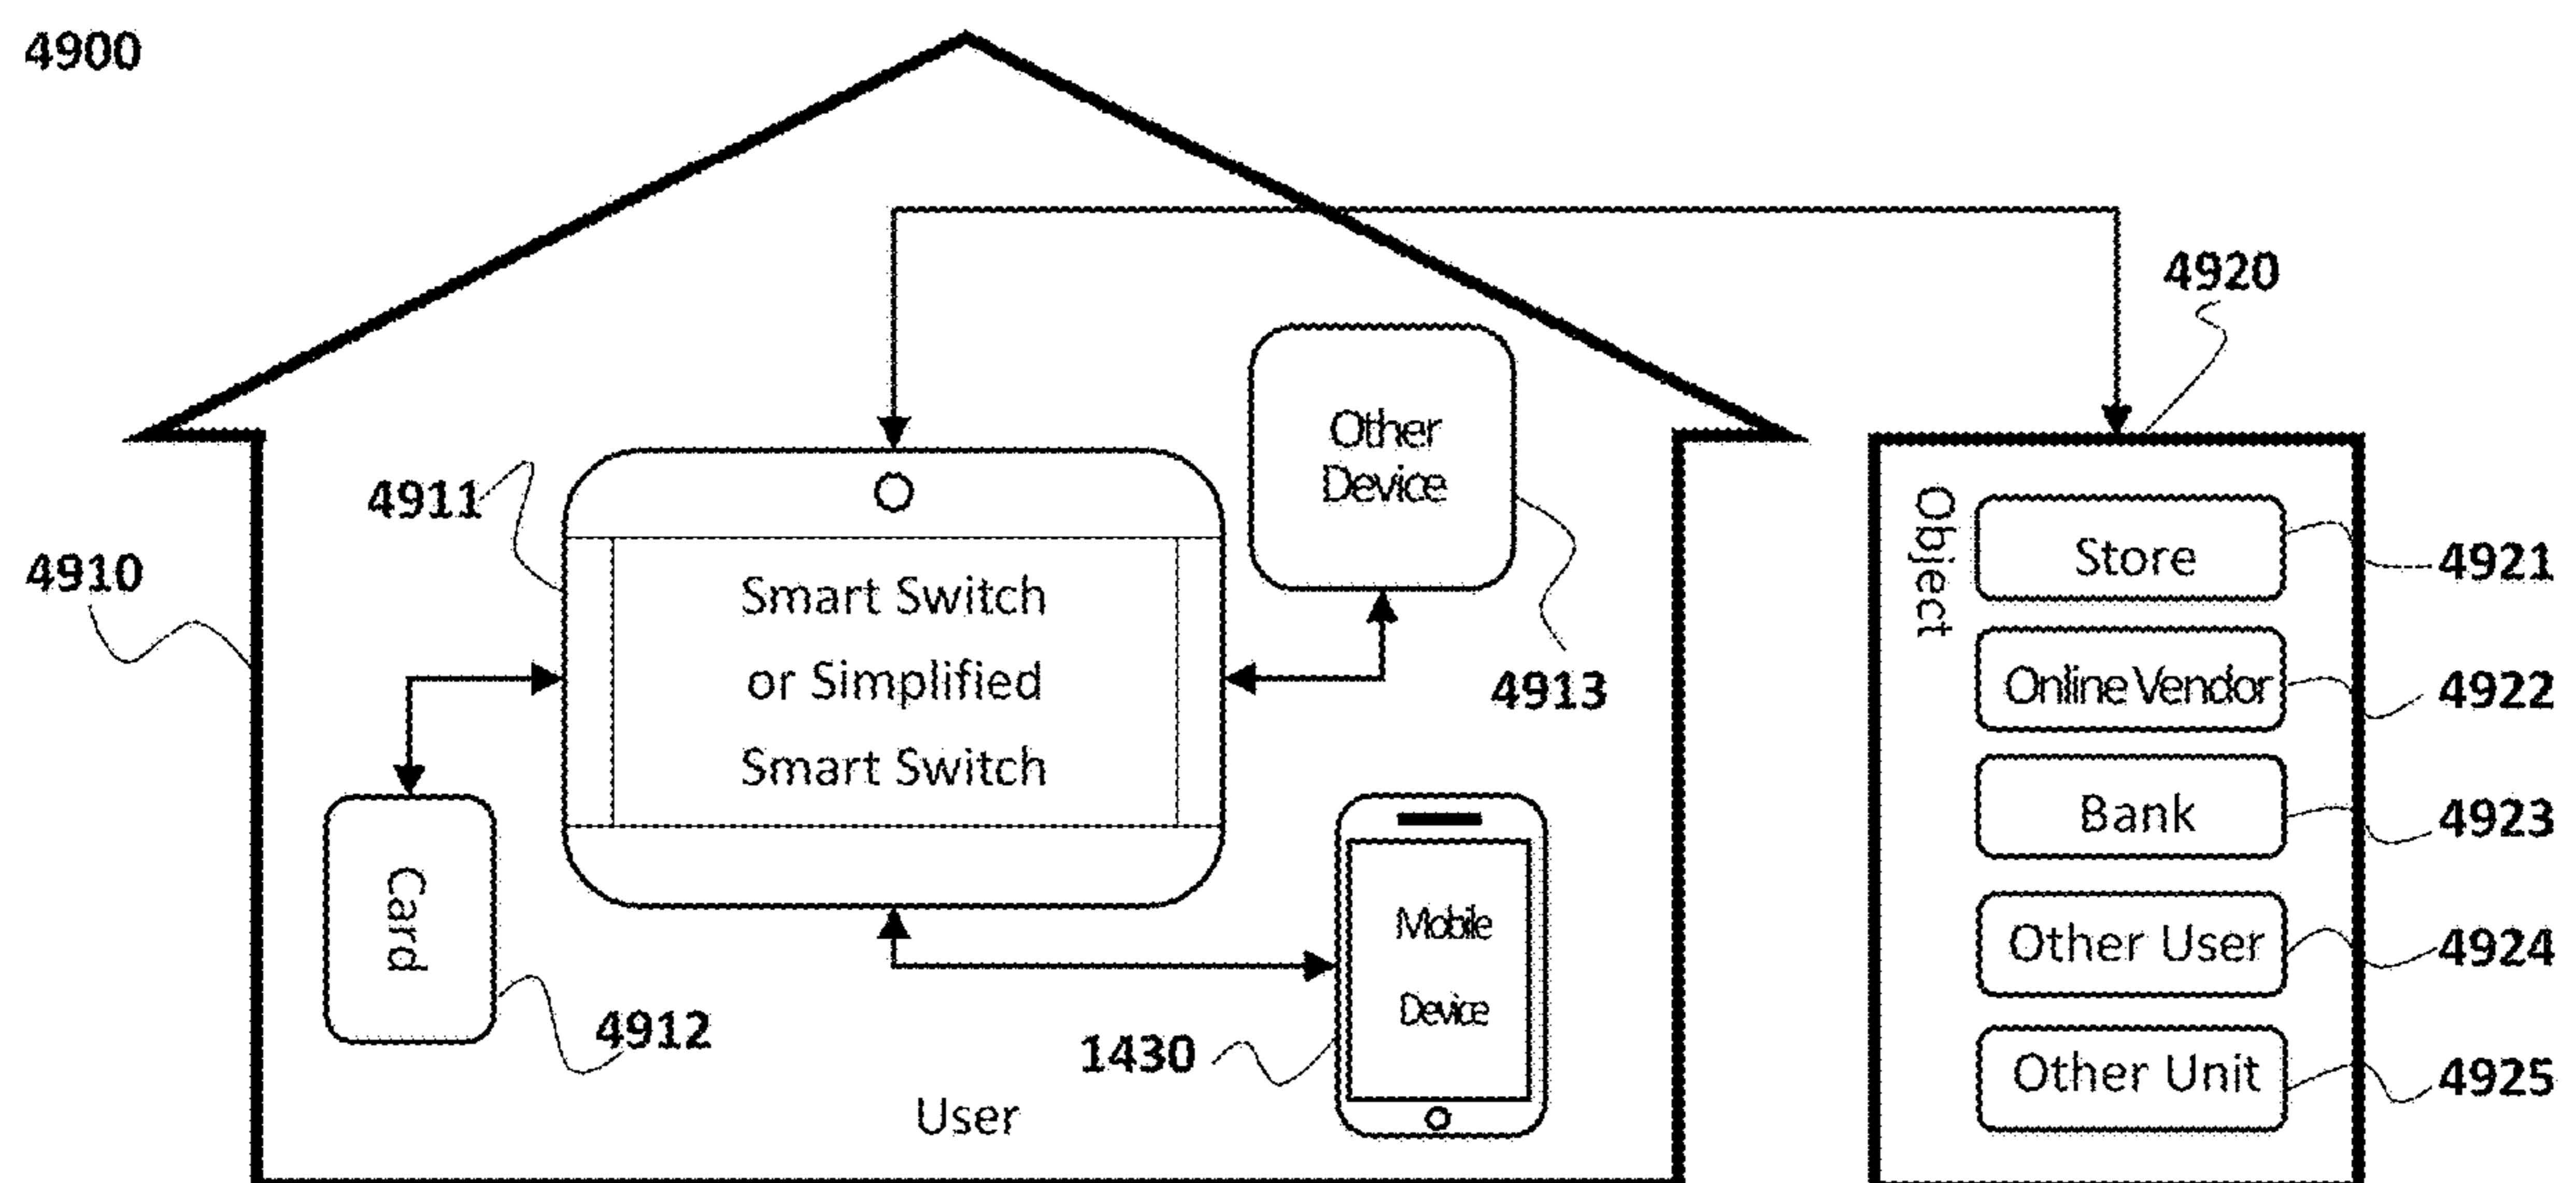 4900
4920
Other
Device
4911
Object
Store
4921
4910
Smart Switch
or Simplified
Smart Switch
4913
Online Vendor
4922
Bank
4923
Card
4912
Mobile
Device
1430
Other User
4924
Other Unit
4925
User